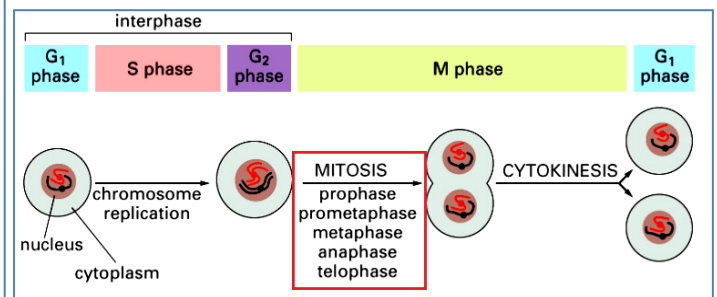 interphase
G₁
phase
S phase
G₂
phase
M phase
G₁
phase
MITOSIS
prophase
prometaphase
metaphase
anaphase
telophase
CYTOKINESIS
chromosome
replication
nucleus
cytoplasm